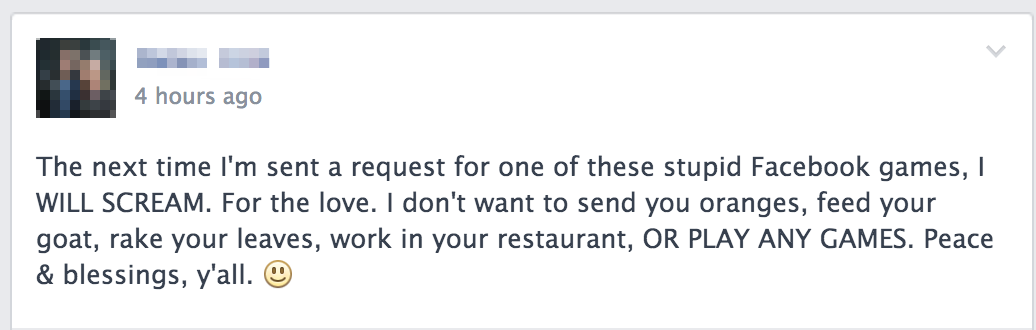 4 hours ago
The next time I'm sent a request for one of these stupid Facebook games, I
WILL SCREAM. For the love. I don't want to send you oranges, feed your
goat, rake your leaves, work in your restaurant, OR PLAY ANY GAMES. Peace
& blessings, y'all. 🙂